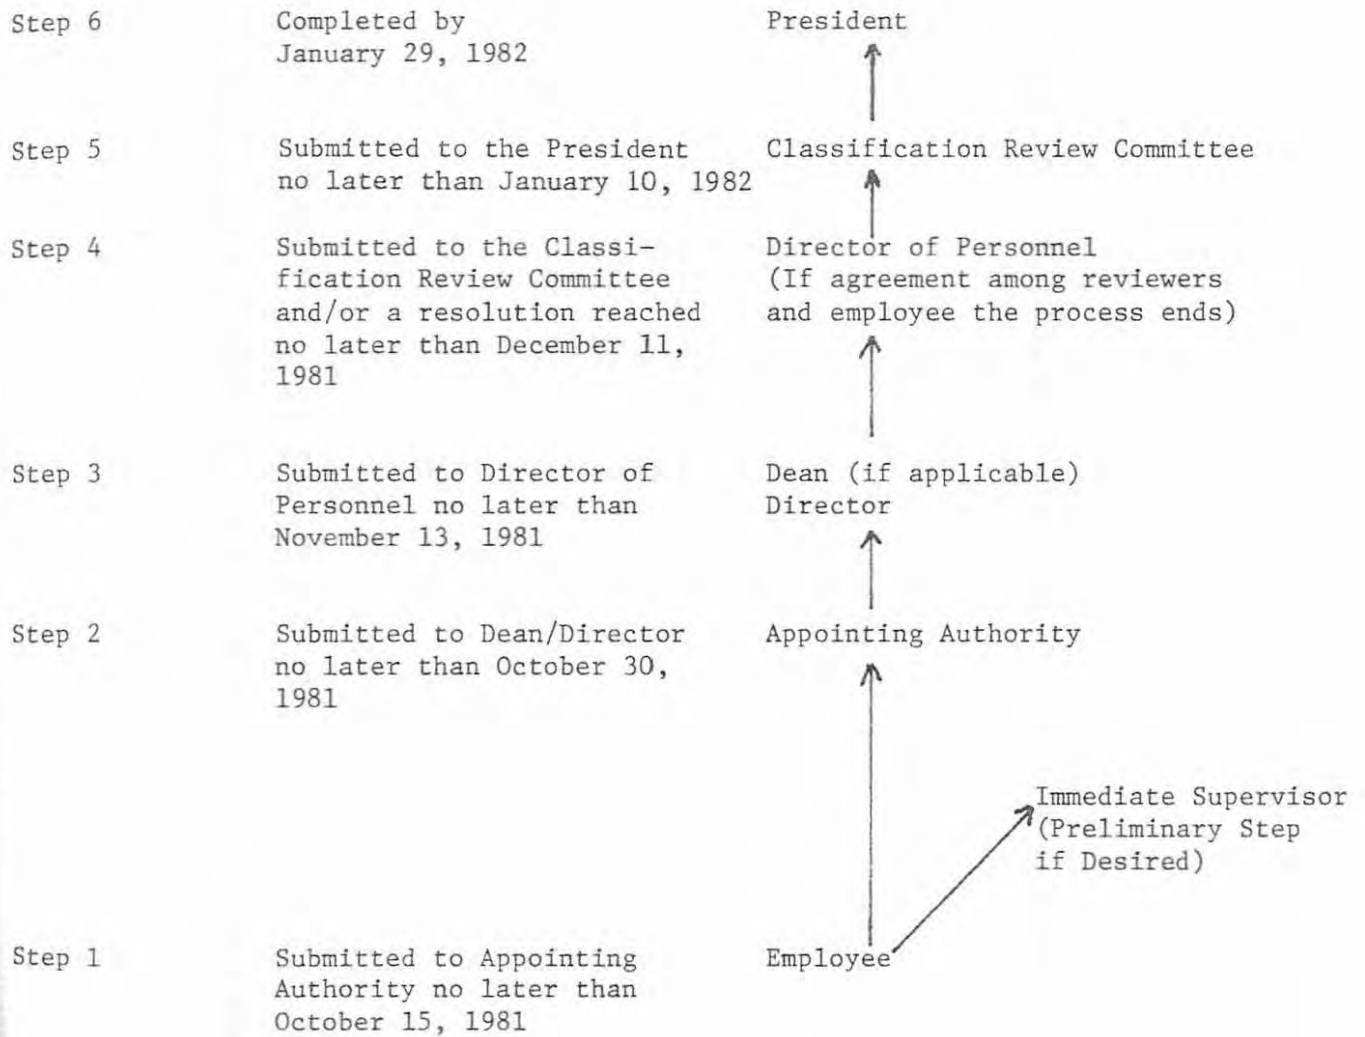 Step 6 Completed by President
January 29, 1982
Step 5 Submitted to the President Classification Review Committee
no later than January 10, 1982
Step 4 Submitted to the Classi- Director of Personnel
fication Review Committee (If agreement among reviewers
and/or a resolution reached and employee the process ends)
no later than December 11,
1981
Step 3 Submitted to Director of Dean (if applicable)
Personnel no later than Director
November 13, 1981
Step 2 Submitted to Dean/Director Appointing Authority
no later than October 30,
1981
Immediate Supervisor
(Preliminary Step
if Desired)
Step 1 Submitted to Appointing Employee
Authority no later than
October 15, 1981